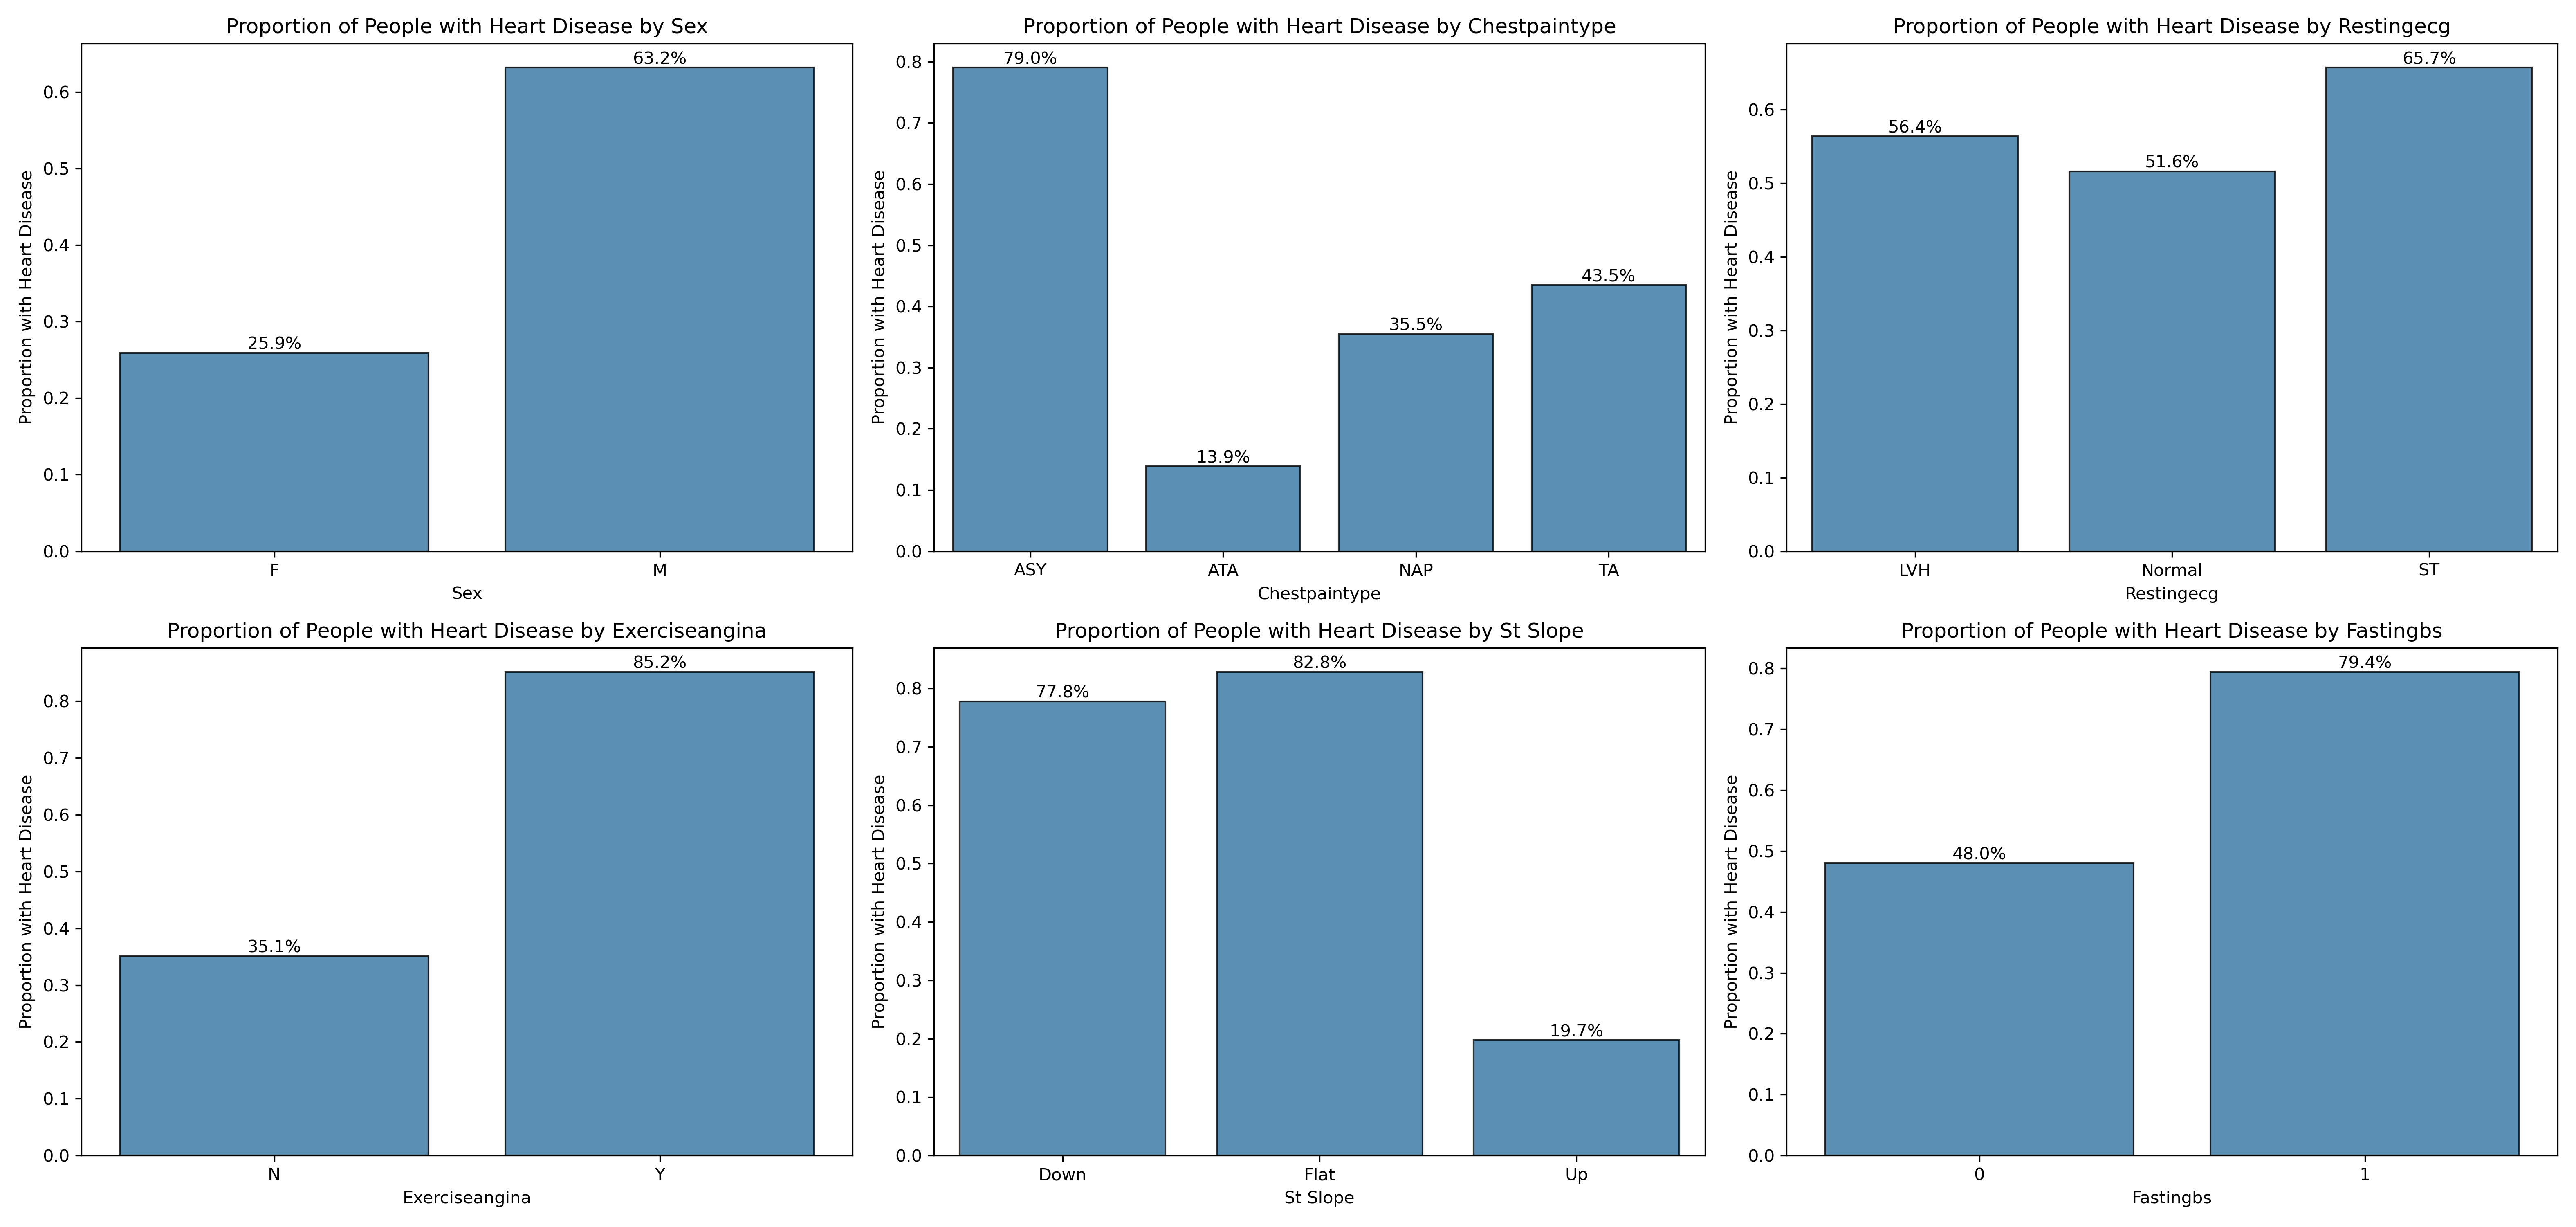 Proportion of People with Heart Disease by Sex
Proportion with Heart Disease
0.6
0.5
0.4
0.3
0.2
0.1
0.0
25.9%
63.2%
F
M
Sex
Proportion of People with Heart Disease by Chestpaintype
Proportion with Heart Disease
0.8
0.7
0.6
0.5
0.4
0.3
0.2
0.1
0.0
79.0%
13.9%
35.5%
43.5%
ASY
ATA
NAP
TA
Chestpaintype
Proportion of People with Heart Disease by Restingecg
Proportion with Heart Disease
0.6
0.5
0.4
0.3
0.2
0.1
0.0
56.4%
51.6%
65.7%
LVH
Normal
ST
Restingecg
Proportion of People with Heart Disease by Exerciseangina
Proportion with Heart Disease
0.8
0.7
0.6
0.5
0.4
0.3
0.2
0.1
0.0
35.1%
85.2%
N
Y
Exerciseangina
Proportion of People with Heart Disease by St Slope
Proportion with Heart Disease
0.8
0.7
0.6
0.5
0.4
0.3
0.2
0.1
0.0
77.8%
82.8%
19.7%
Down
Flat
Up
St Slope
Proportion of People with Heart Disease by Fastingbs
Proportion with Heart Disease
0.8
0.7
0.6
0.5
0.4
0.3
0.2
0.1
0.0
48.0%
79.4%
0
1
Fastingbs